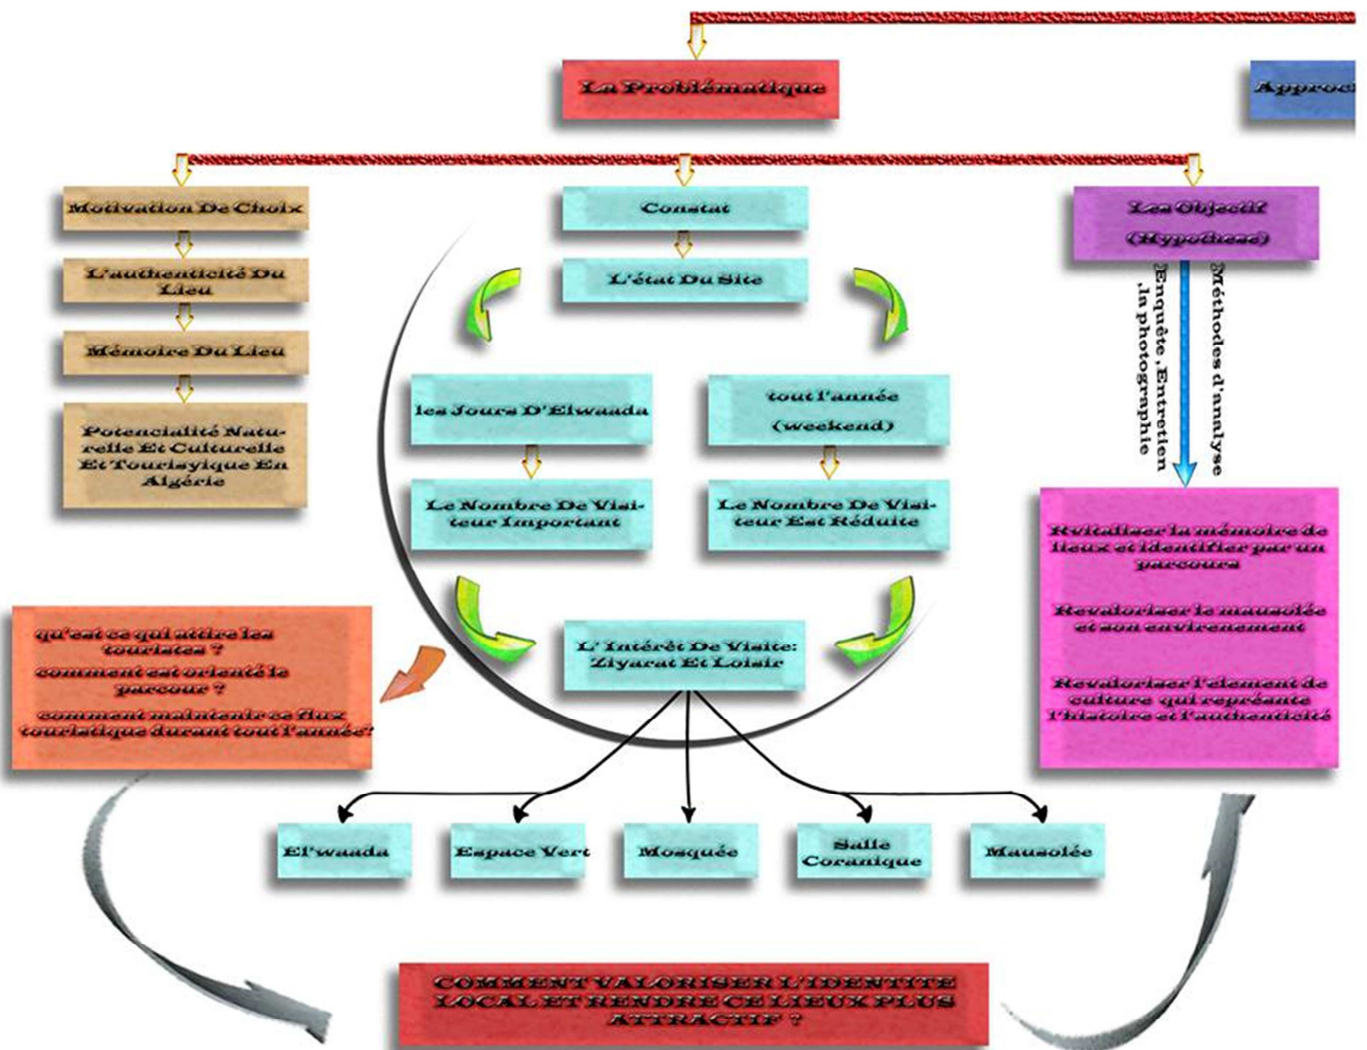 La Problématique
Approc
Motivation De Choix
L'authenticité Du
Lieu
Mémoire Du Lieu
Potencialité Natu-
relle Et Culturelle
Et Tourisyique En
Algérie
Constat
L'état Du Site
les Jours D'Elwaada
tout l'année
(weekend)
Le Nombre De Visi-
teur Important
Le Nombre De Visi-
teur Est Réduite
L' Intérêt De Visite:
Ziyarat Et Loisir
Les Objectif
(Hypothese)
Méthodes d'analyse
Enquête , Entretien
,la photographie
Rvitaliser la mémoire de
lieux et identifier par un
parcours
Revaloriser le mausolée
et son envirenement
Revaloriser l'element de
culture qui représnte
l'histoire et l'authenticité
qu'est ce qui attire les
touristes ?
comment est orienté le
parcour ?
comment maintenir ce flux
touristique durant tout l'année?
El'waada
Espace Vert
Mosquée
Salle
Coranique
Mausolée
COMMENT VALORISER L'IDENTITE
LOCAL ET RENDRE CE LIEUX PLUS
ATTRACTIF ?